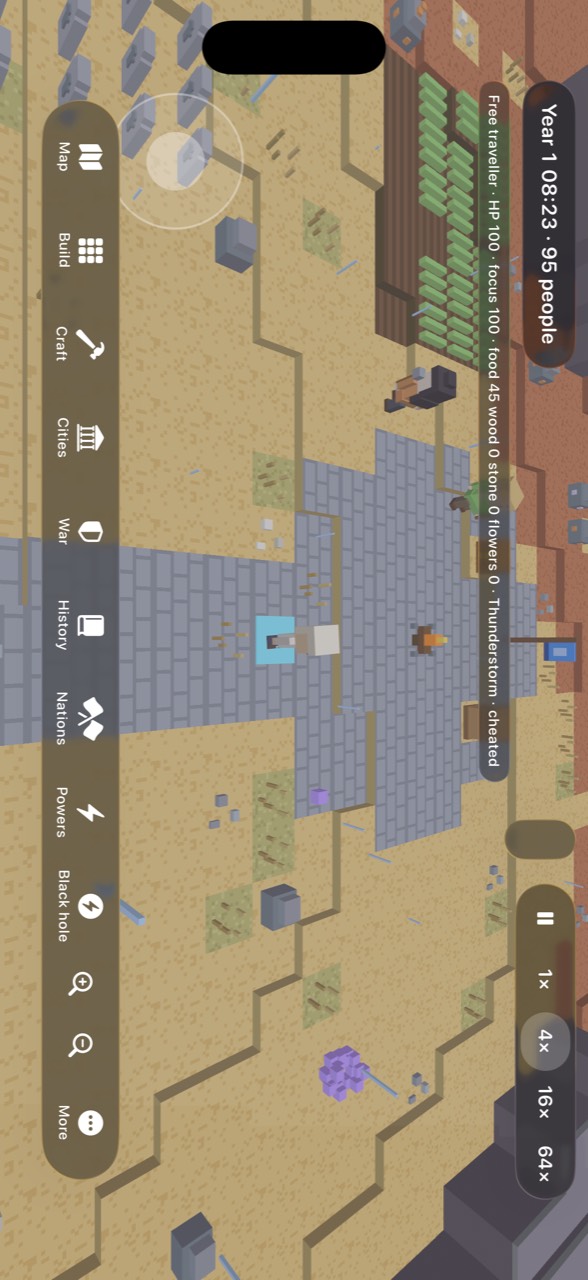 Year 1 08:23 · 95 people
Free traveller · HP 100 · focus 100 · food 45 wood 0 stone 0 flowers 0 · Thunderstorm · cheated
1×
4×
16×
64×
Map
Build
Craft
Cities
War
History
Nations
Powers
Black hole
More